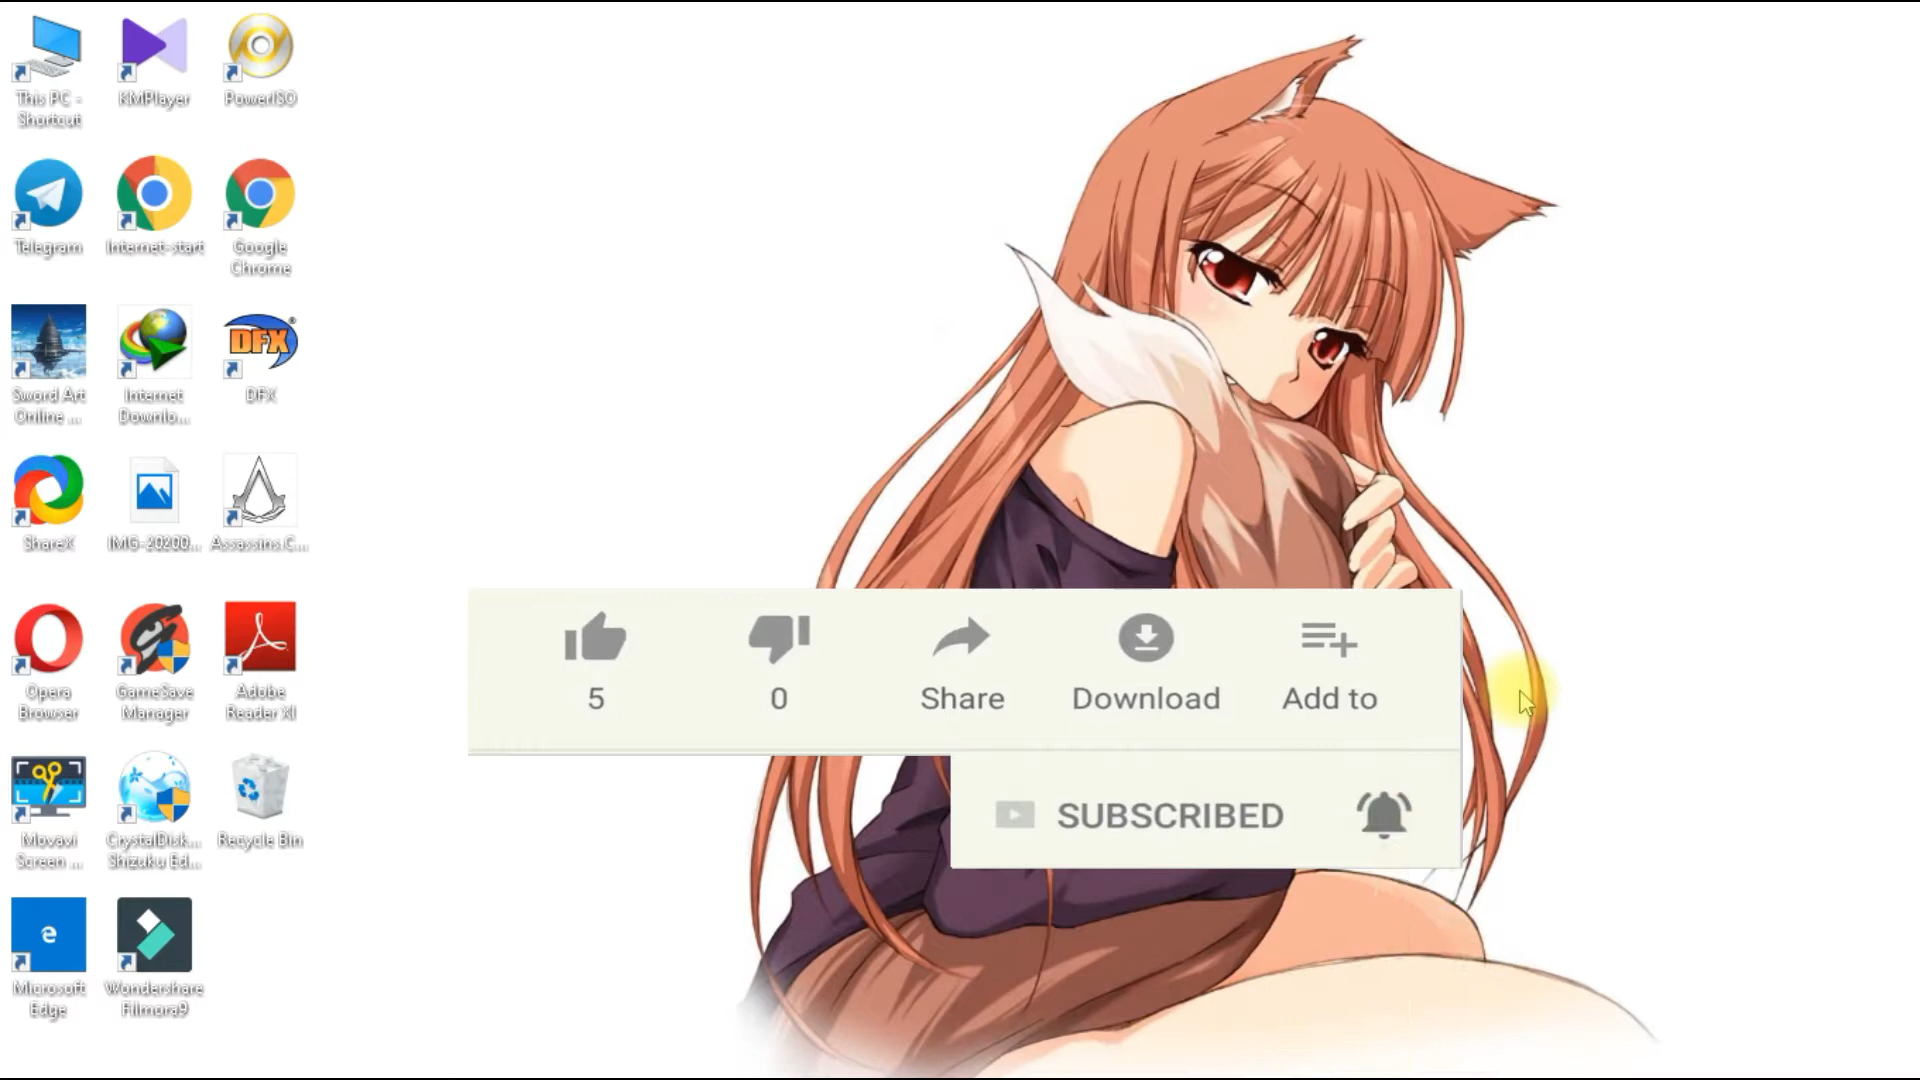 This PC -
Shortcut
KMPlayer
PowerISO
Telegram
Internet-start
Google
Chrome
Sword Art
Online ...
Internet
Downlo...
DFX
DFX
ShareX
IMG-20200...
Assassins.C...
Opera
Browser
GameSave
Manager
Adobe
Reader XI
Movavi
Screen ...
CrystalDisk...
Shizuku Ed...
Recycle Bin
Microsoft
Edge
Wondershare
Filmora9
5
0
Share
Download
Add to
SUBSCRIBED